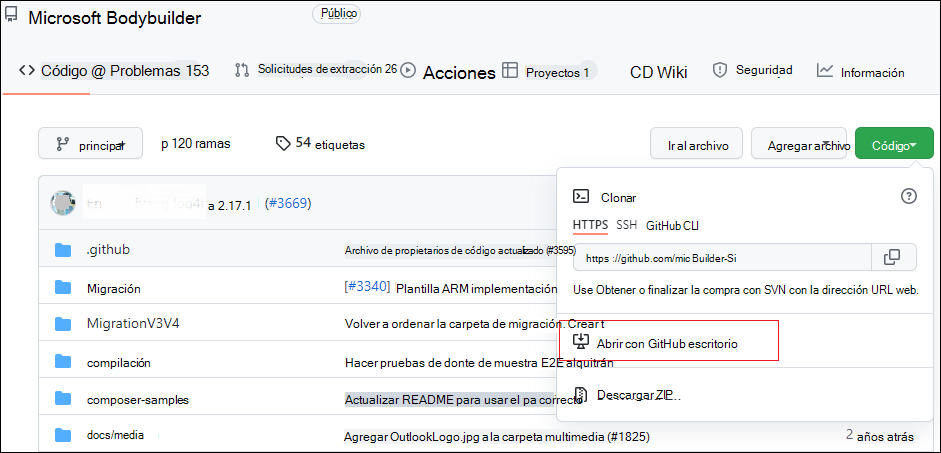 Microsoft Bodybuilder Público
Código @ Problemas 153 Solicitudes de extracción 26 Acciones Proyectos 1 CD Wiki Seguridad Información
principal p 120 ramas 54 etiquetas Ir al archivo Agregar archivo Código
a 2.17.1 (#3669)
.github Archivo de propietarios de código actualizado (#3595)
Migración [#3340] Plantilla ARM implementación
MigrationV3V4 Volver a ordenar la carpeta de migración. Crear t
compilación Hacer pruebas de donte de muestra E2E alquitrán
composer-samples Actualizar README para usar el pa correcto
docs/media Agregar OutlookLogo.jpg a la carpeta multimedia (#1825) 2 años atrás
Clonar
HTTPS SSH GitHub CLI
https ://github.com/mic Builder-Si
Use Obtener o finalizar la compra con SVN con la dirección URL web.
Abrir con GitHub escritorio
Descargar ZIP...